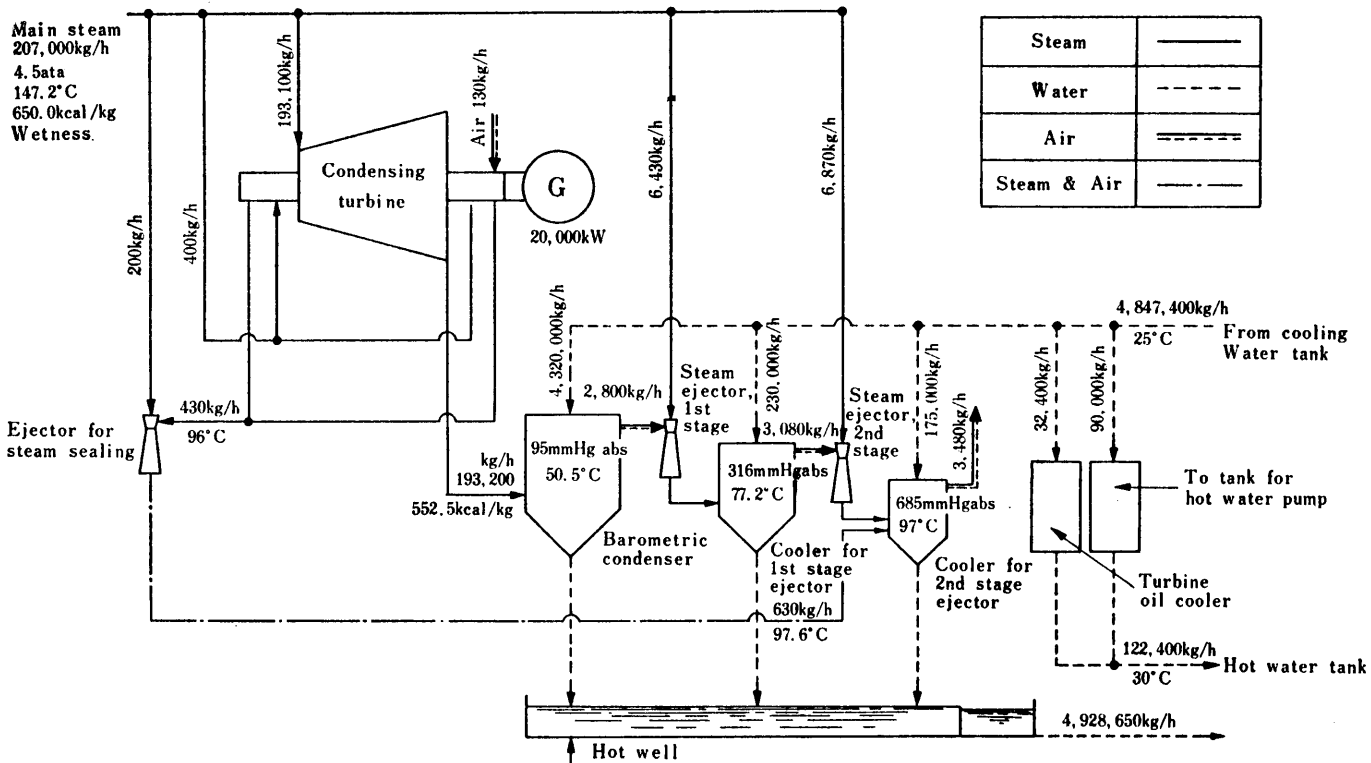 Main steam
207,000kg/h
4.5ata
147.2°C
650.0kcal/kg
Wetness.
193,100kg/h
Air 130kg/h
Condensing
turbine
G
20,000kW
200kg/h
400kg/h
6,430kg/h
6,870kg/h
Steam
Water
Air
Steam & Air
4,847,400kg/h
25°C
From cooling
Water tank
4,320,000kg/h
230,000kg/h
175,000kg/h
32,400kg/h
90,000kg/h
430kg/h
96°C
Ejector for
steam sealing
2,800kg/h
Steam
ejector,
1st
stage
3,080kg/h
Steam
ejector,
2nd
stage
3,480kg/h
95mmHg abs
50.5°C
kg/h
193,200
552.5kcal/kg
316mmHgabs
77.2°C
685mmHgabs
97°C
To tank for
hot water pump
Barometric
condenser
Cooler for
1st stage
ejector
Cooler for
2nd stage
ejector
Turbine
oil cooler
630kg/h
97.6°C
122,400kg/h
30°C
Hot water tank
4,928,650kg/h
Hot well